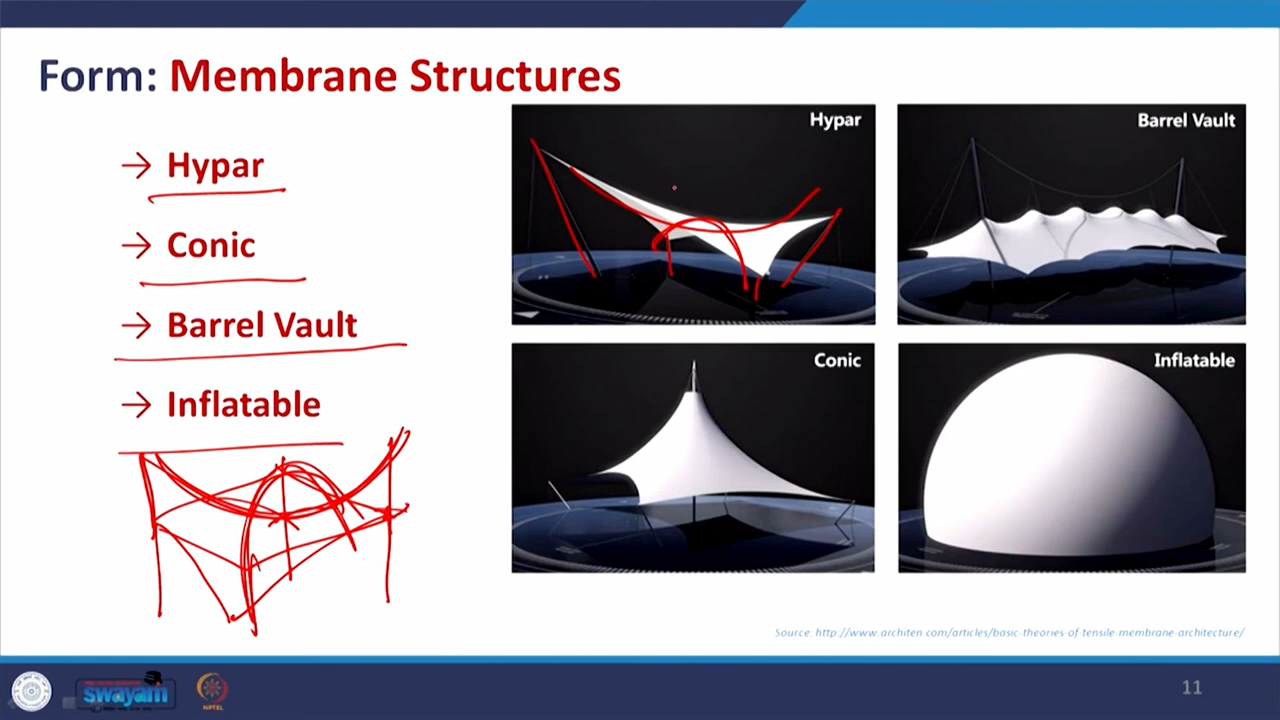 Form: Membrane Structures
→ Hypar
→ Conic
→ Barrel Vault
→ Inflatable
Hypar
Barrel Vault
Conic
Inflatable
Source: http://www.architen.com/articles/basic-theories-of-tensile-membrane-architecture/
swayam
NPTEL
11